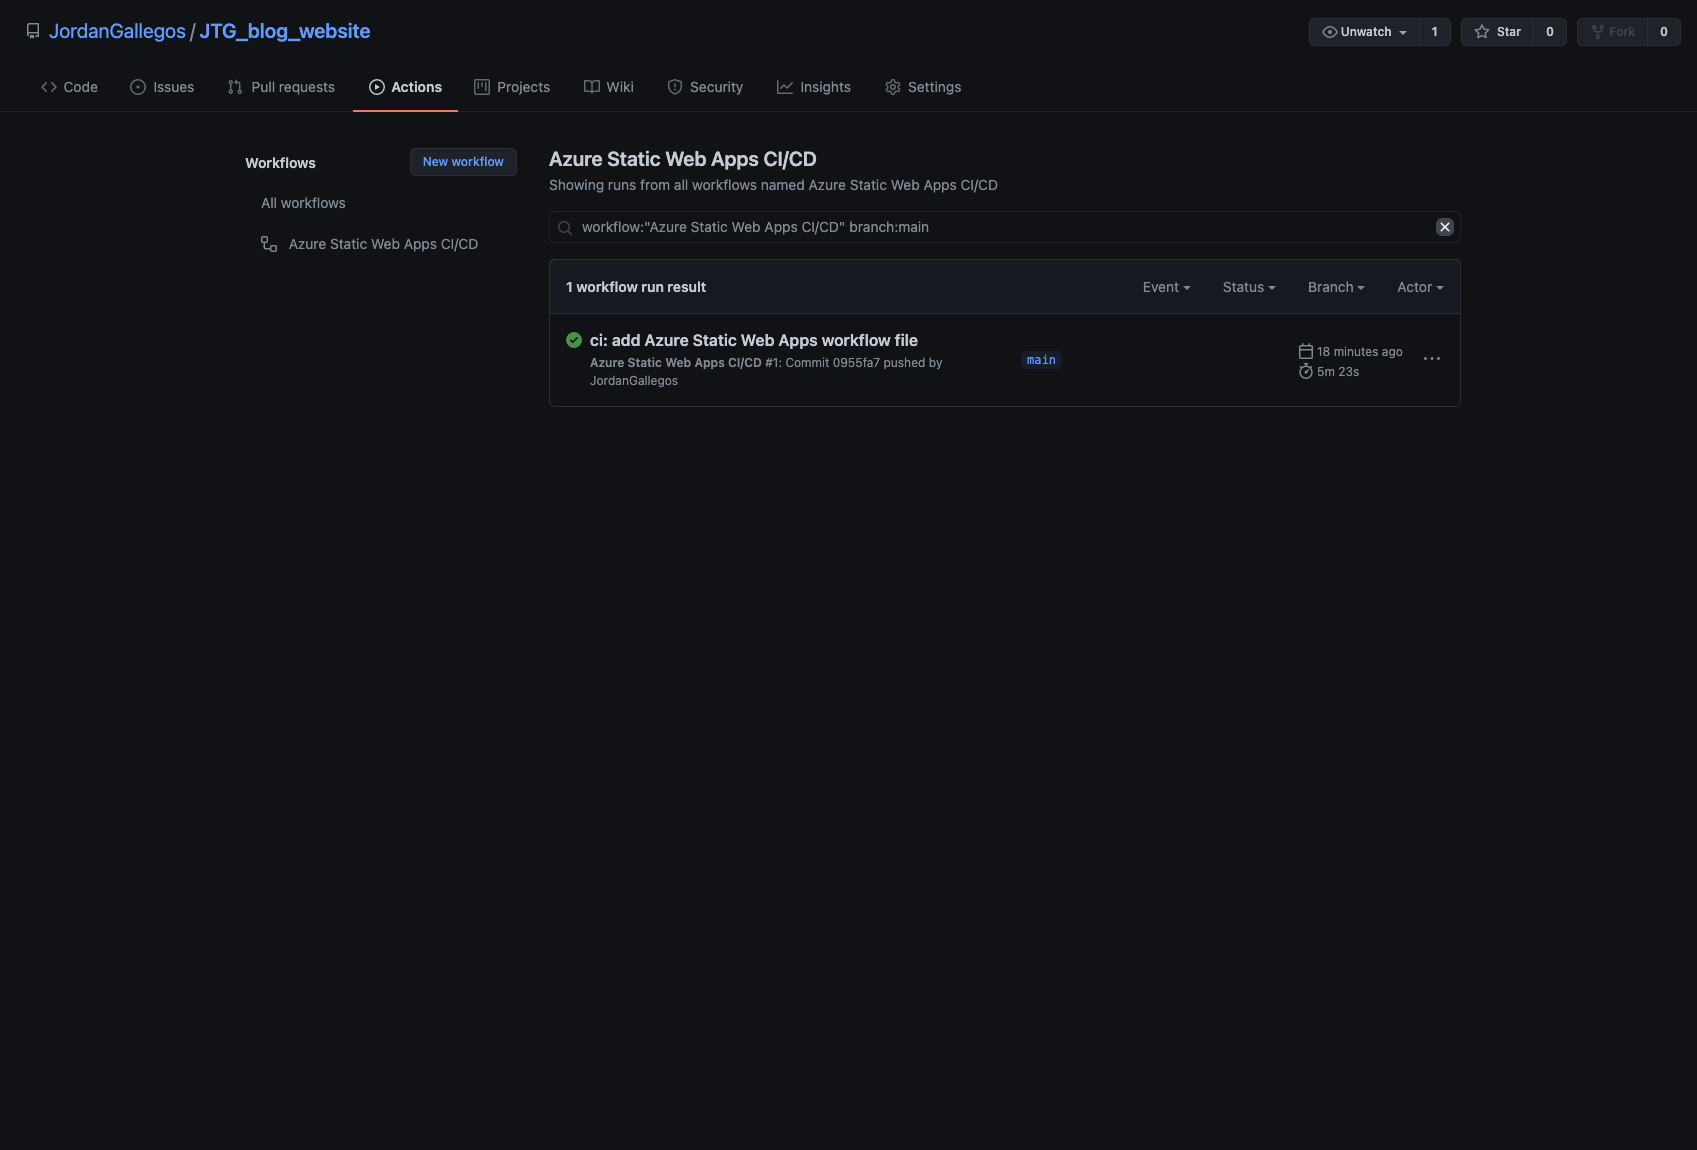 JordanGallegos / JTG_blog_website
Unwatch 1 Star 0 Fork 0
Code Issues Pull requests Actions Projects Wiki Security Insights Settings
Workflows
New workflow
All workflows
Azure Static Web Apps CI/CD
Azure Static Web Apps CI/CD
Showing runs from all workflows named Azure Static Web Apps CI/CD
workflow:"Azure Static Web Apps CI/CD" branch:main
1 workflow run result
Event Status Branch Actor
ci: add Azure Static Web Apps workflow file
Azure Static Web Apps CI/CD #1: Commit 0955fa7 pushed by
JordanGallegos
main
18 minutes ago
5m 23s